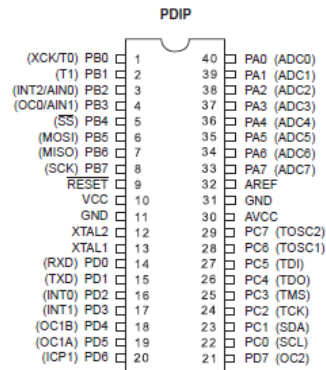 PDIP
(XCK/T0) PB0 1 40 PA0 (ADC0)
(T1) PB1 2 39 PA1 (ADC1)
(INT2/AIN0) PB2 3 38 PA2 (ADC2)
(OC0/AIN1) PB3 4 37 PA3 (ADC3)
(SS) PB4 5 36 PA4 (ADC4)
(MOSI) PB5 6 35 PA5 (ADC5)
(MISO) PB6 7 34 PA6 (ADC6)
(SCK) PB7 8 33 PA7 (ADC7)
RESET 9 32 AREF
VCC 10 31 GND
GND 11 30 AVCC
XTAL2 12 29 PC7 (TOSC2)
XTAL1 13 28 PC6 (TOSC1)
(RXD) PD0 14 27 PC5 (TDI)
(TXD) PD1 15 26 PC4 (TDO)
(INT0) PD2 16 25 PC3 (TMS)
(INT1) PD3 17 24 PC2 (TCK)
(OC1B) PD4 18 23 PC1 (SDA)
(OC1A) PD5 19 22 PC0 (SCL)
(ICP1) PD6 20 21 PD7 (OC2)